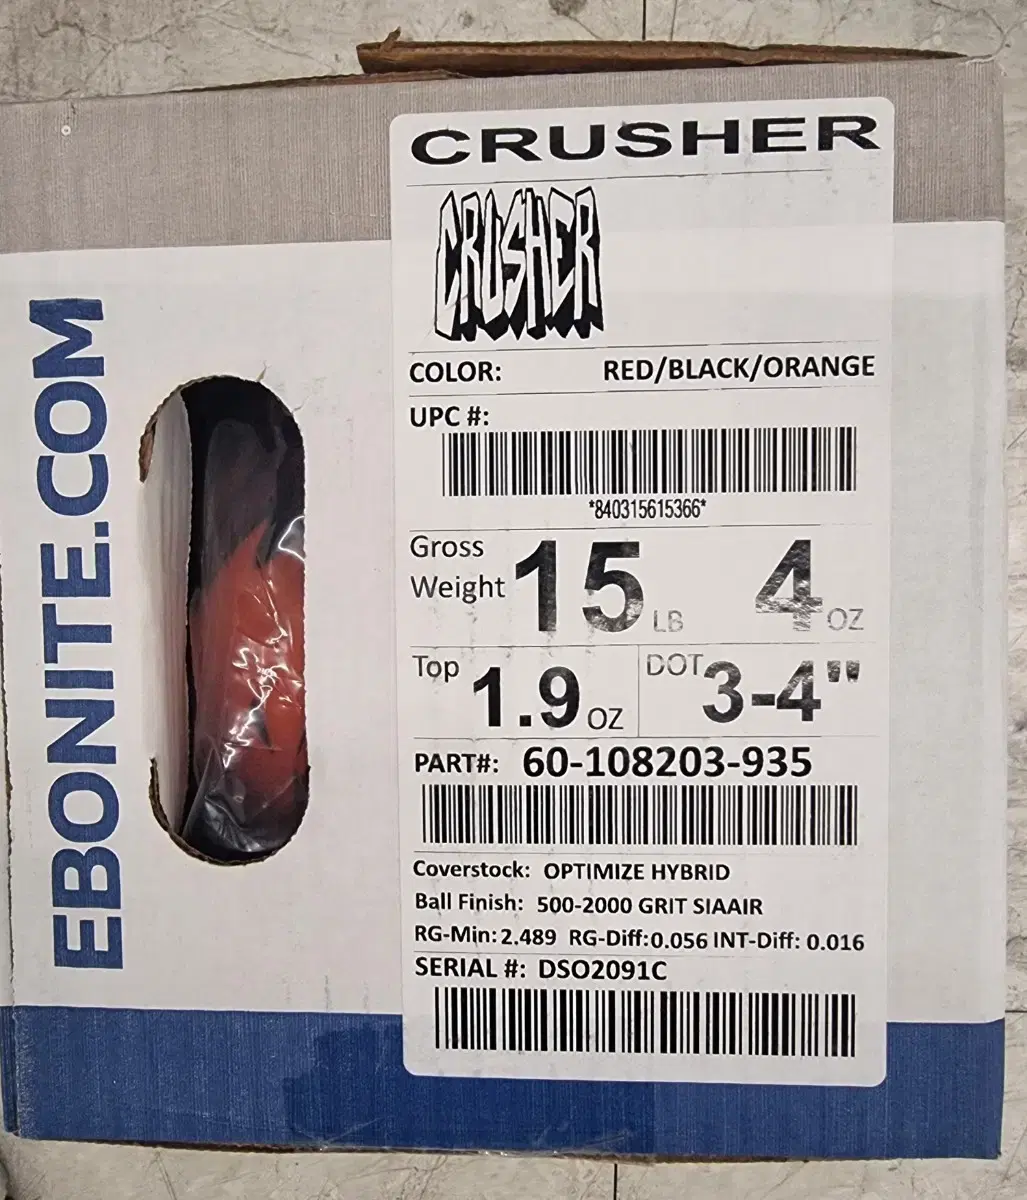 CRUSHER
CRUSHER
COLOR: RED/BLACK/ORANGE
UPC #:
*840315615366*
Gross Weight 15 LB 4 OZ
Top 1.9 OZ DOT 3-4"
PART#: 60-108203-935
Coverstock: OPTIMIZE HYBRID
Ball Finish: 500-2000 GRIT SIAAIR
RG-Min: 2.489 RG-Diff: 0.056 INT-Diff: 0.016
SERIAL #: DSO2091C
EBONITE.COM